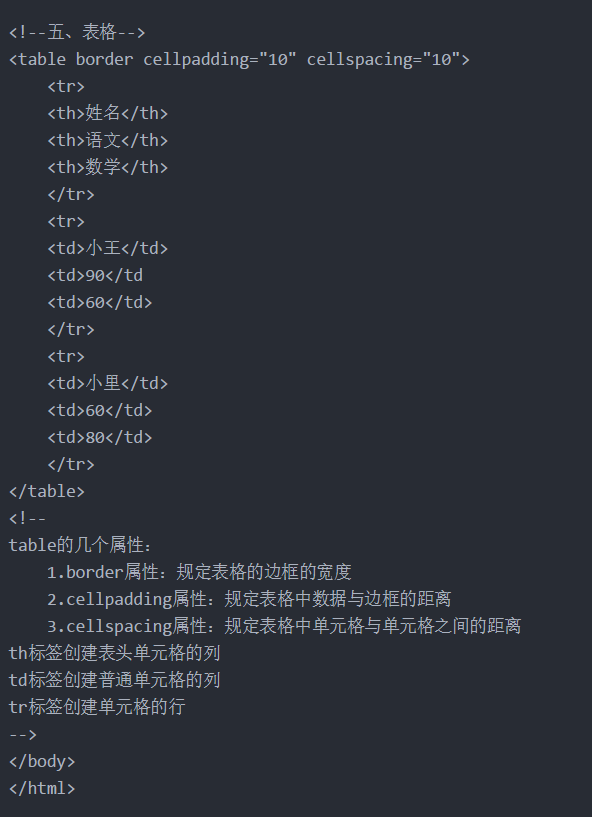 <!--五、表格-->
<table border cellpadding="10" cellspacing="10">
    <tr>
    <th>姓名</th>
    <th>语文</th>
    <th>数学</th>
    </tr>
    <tr>
    <td>小王</td>
    <td>90</td
    <td>60</td>
    </tr>
    <tr>
    <td>小里</td>
    <td>60</td>
    <td>80</td>
    </tr>
</table>
<!--
table的几个属性：
    1.border属性：规定表格的边框的宽度
    2.cellpadding属性：规定表格中数据与边框的距离
    3.cellspacing属性：规定表格中单元格与单元格之间的距离
th标签创建表头单元格的列
td标签创建普通单元格的列
tr标签创建单元格的行
-->
</body>
</html>